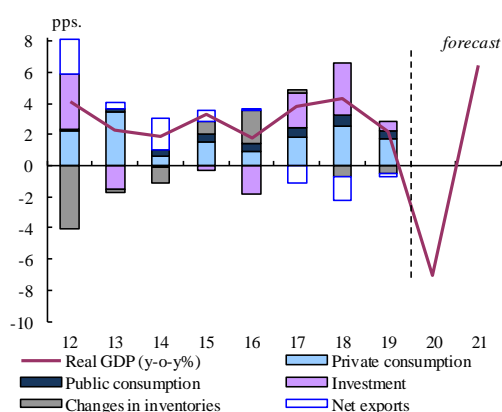 pps.
forecast
8
6
4
2
0
-2
-4
-6
-8
-10
12 13 14 15 16 17 18 19 20 21
Real GDP (y-o-y%) Private consumption
Public consumption Investment
Changes in inventories Net exports